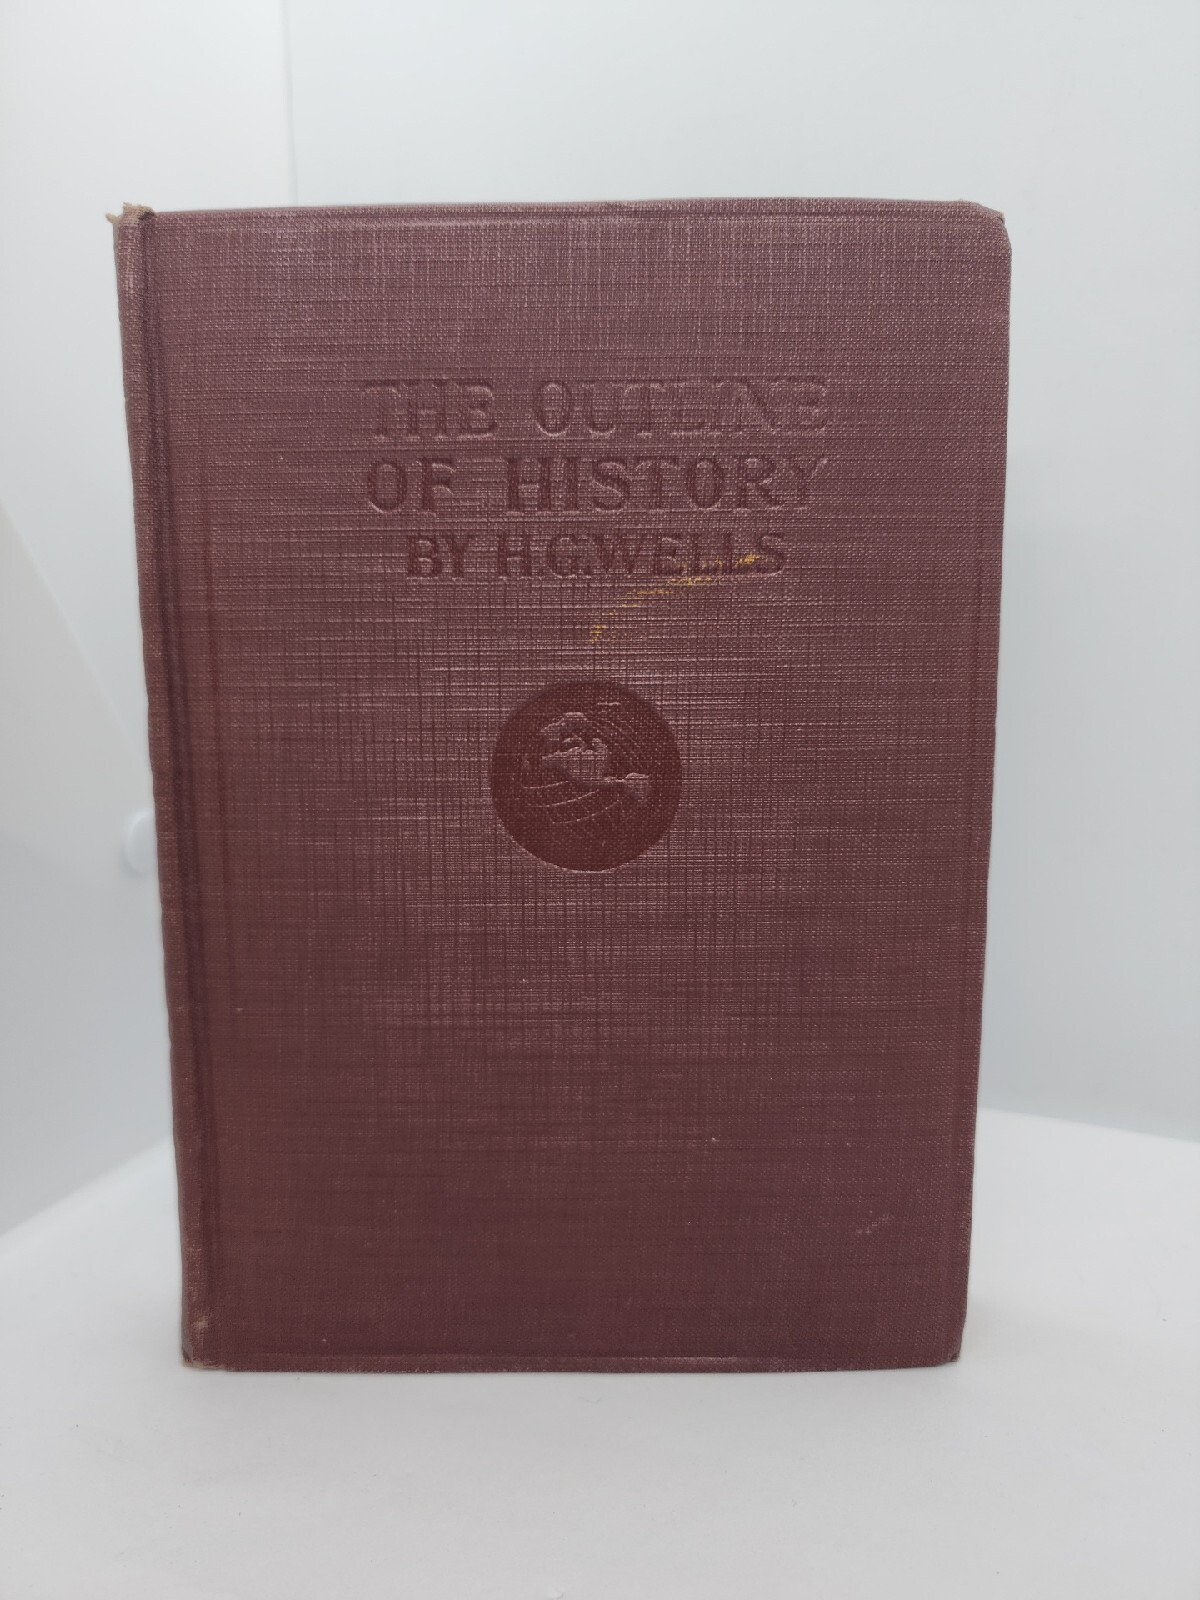 THE OUTLINE
OF HISTORY
BY H.G.WELLS